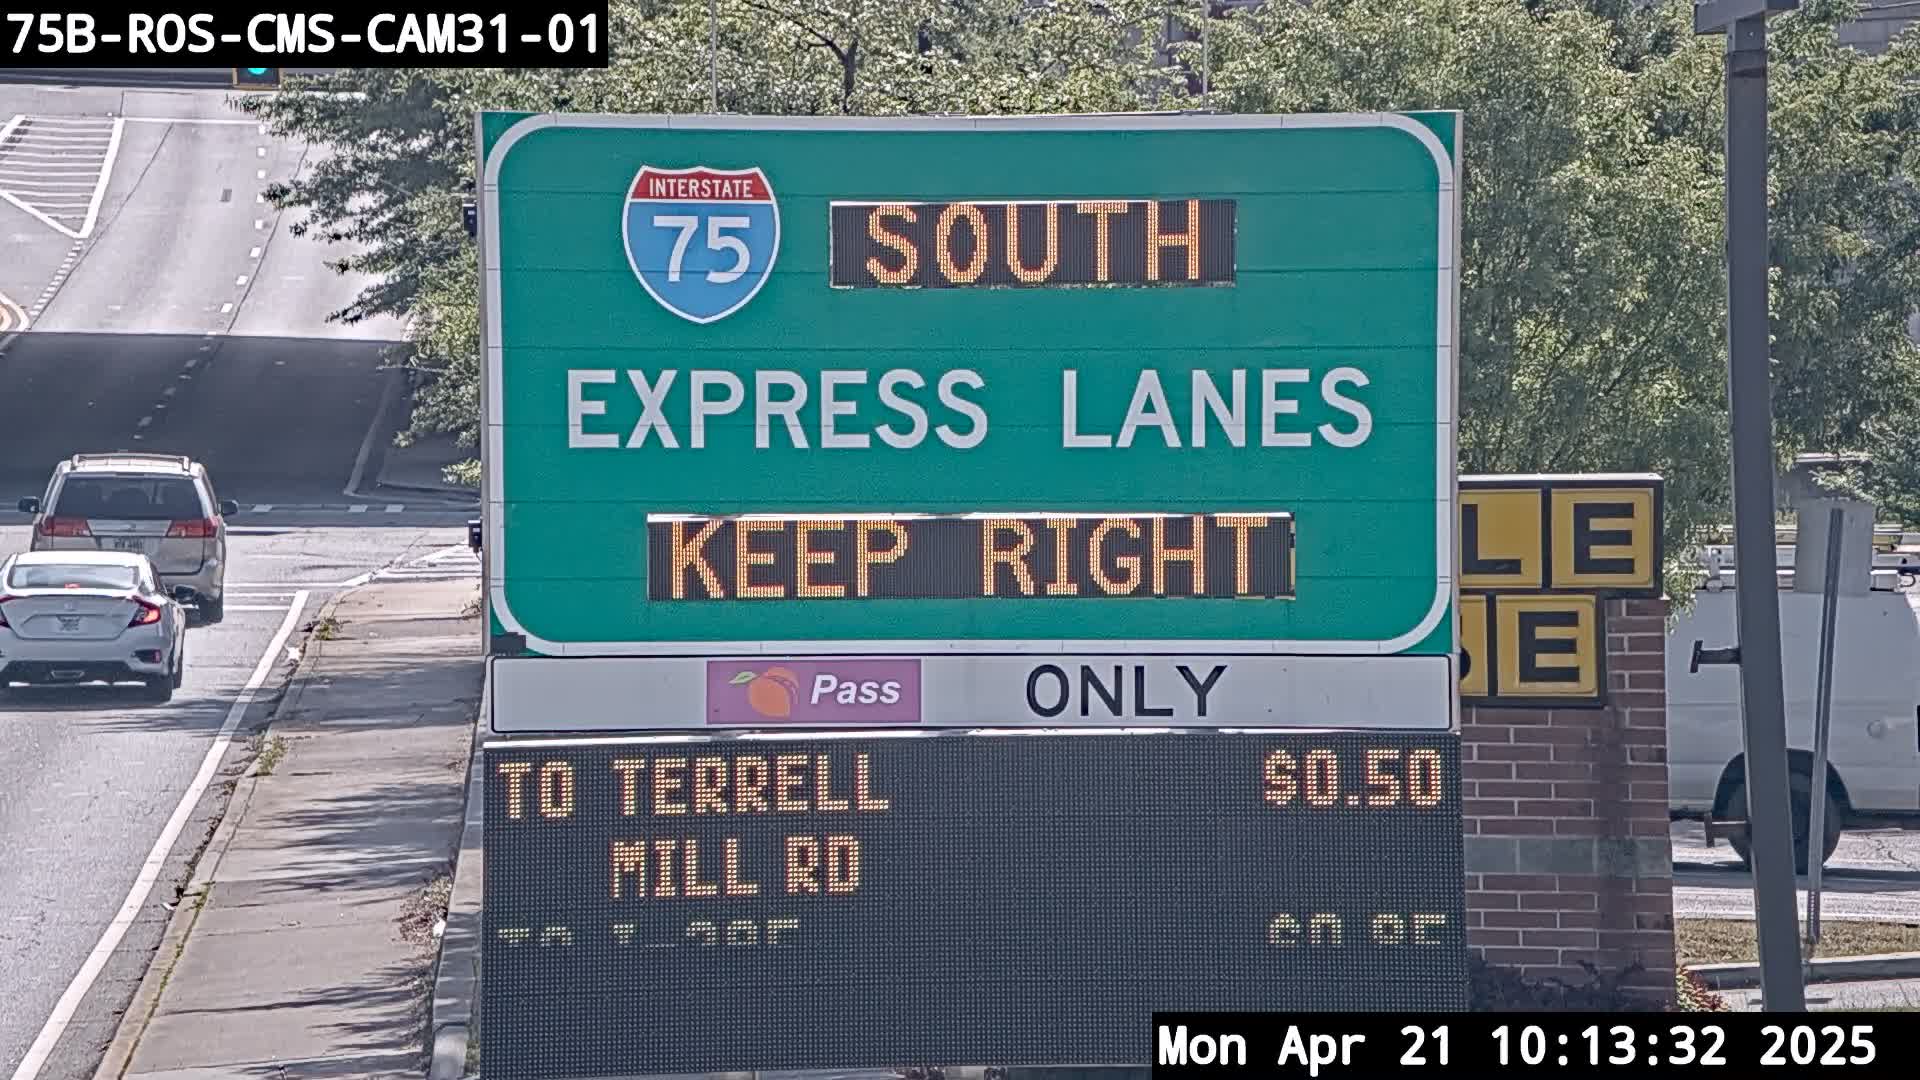 75B-ROS-CMS-CAM31-01
INTERSTATE
75
SOUTH
EXPRESS LANES
KEEP RIGHT
Pass ONLY
TO TERRELL $0.50
MILL RD
LE
E
Mon Apr 21 10:13:32 2025